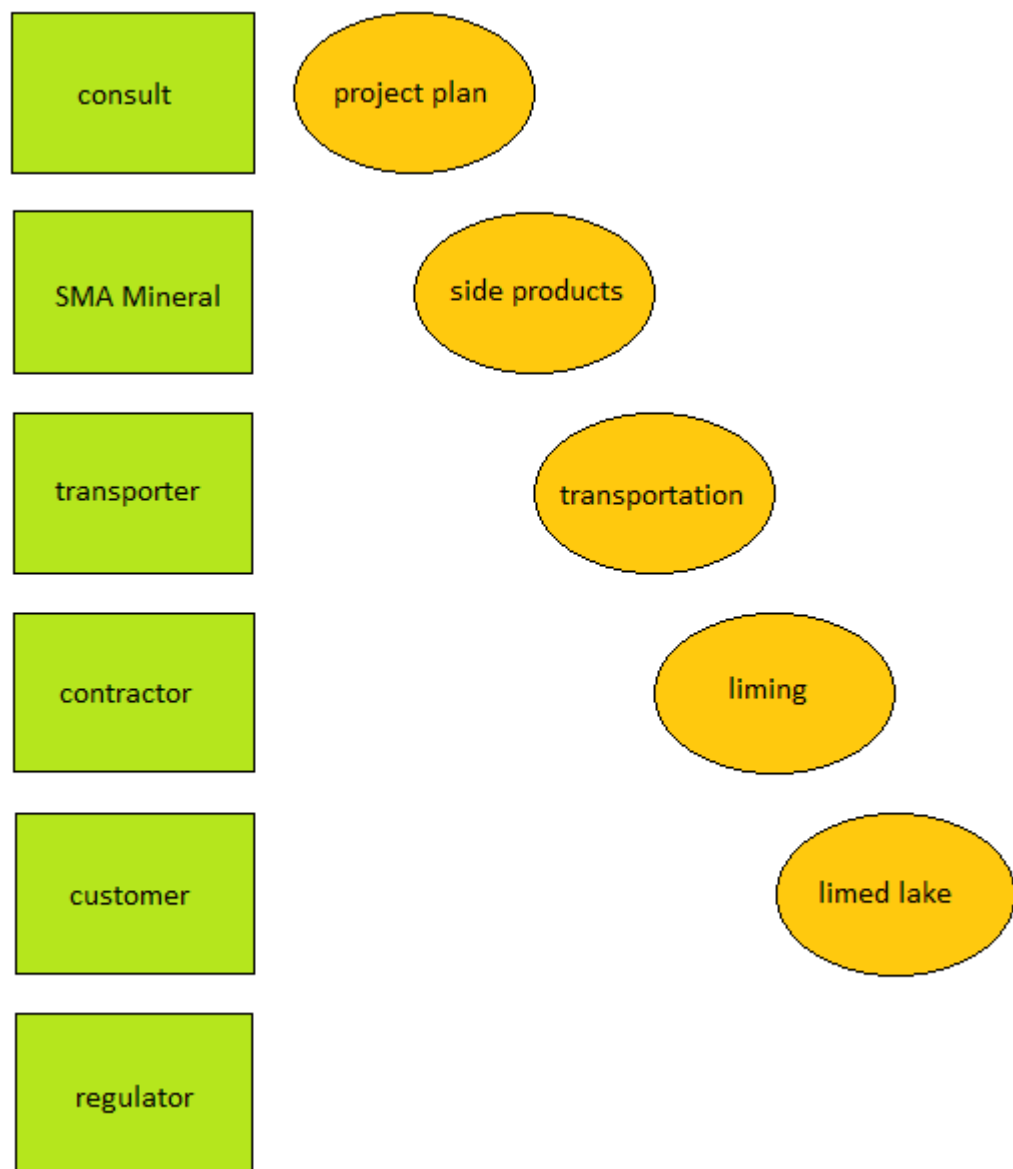 consult
project plan
SMA Mineral
side products
transporter
transportation
contractor
liming
customer
limed lake
regulator